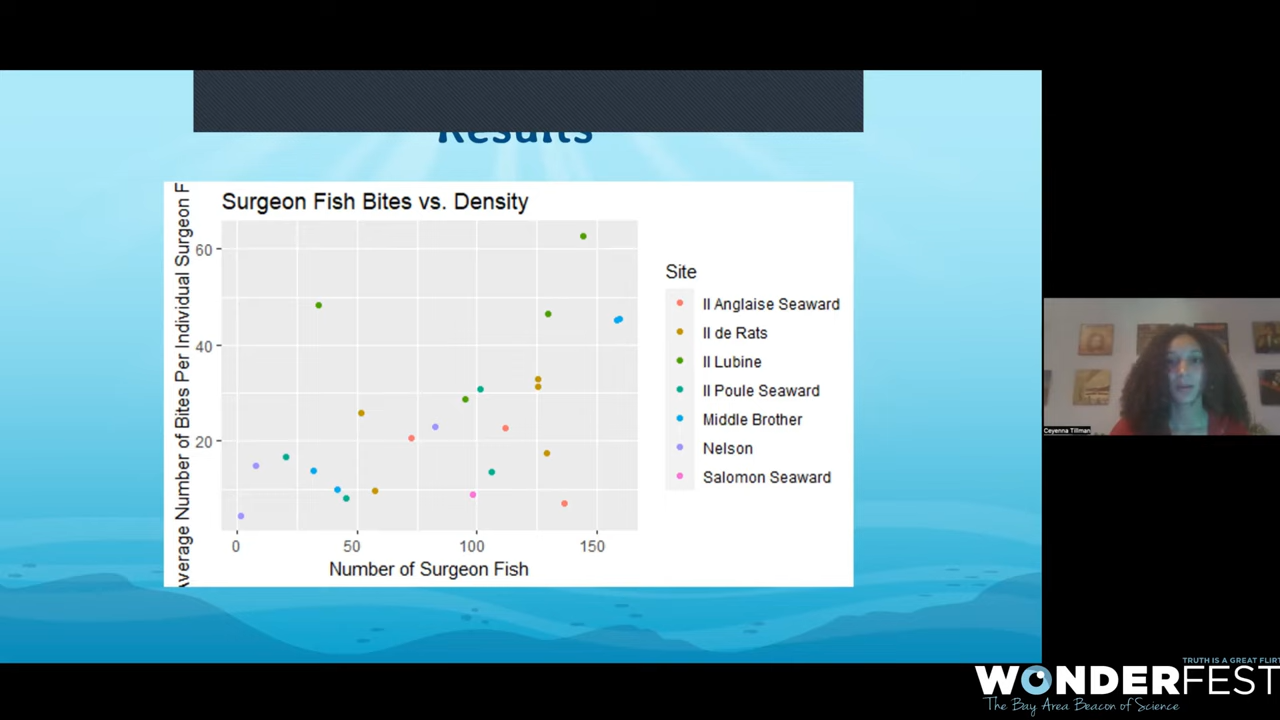 Results
Surgeon Fish Bites vs. Density
Average Number of Bites Per Individual Surgeon F
60
40
20
0
50
100
150
Number of Surgeon Fish
Site
Il Anglaise Seaward
Il de Rats
Il Lubine
Il Poule Seaward
Middle Brother
Nelson
Salomon Seaward
Ceyenna Tillman
TRUTH IS A GREAT FLIRT
WONDERFEST
The Bay Area Beacon of Science